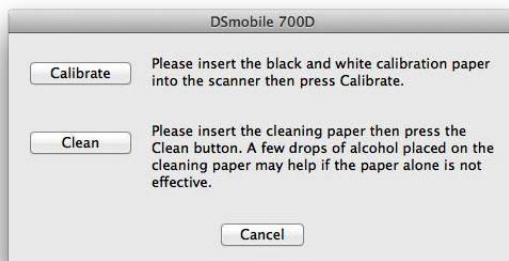 DSmobile 700D
Calibrate
Please insert the black and white calibration paper
into the scanner then press Calibrate.
Clean
Please insert the cleaning paper then press the
Clean button. A few drops of alcohol placed on the
cleaning paper may help if the paper alone is not
effective.
Cancel